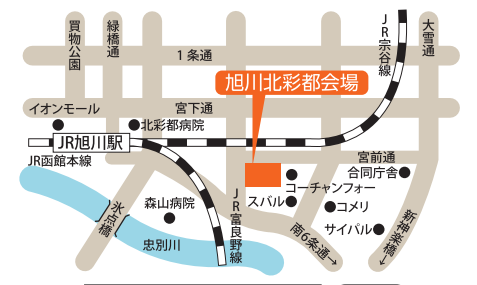 買物公園
緑橋通
JR宗谷線
大雪通
1条通
旭川北彩都会場
イオンモール
宮下通
北彩都病院
JR旭川駅
JR函館本線
宮前通
合同庁舎
コーチャンフォー
スバル
コメリ
サイパル
森山病院
JR富良野線
氷点橋
忠別川
南6条通→
新神楽橋→